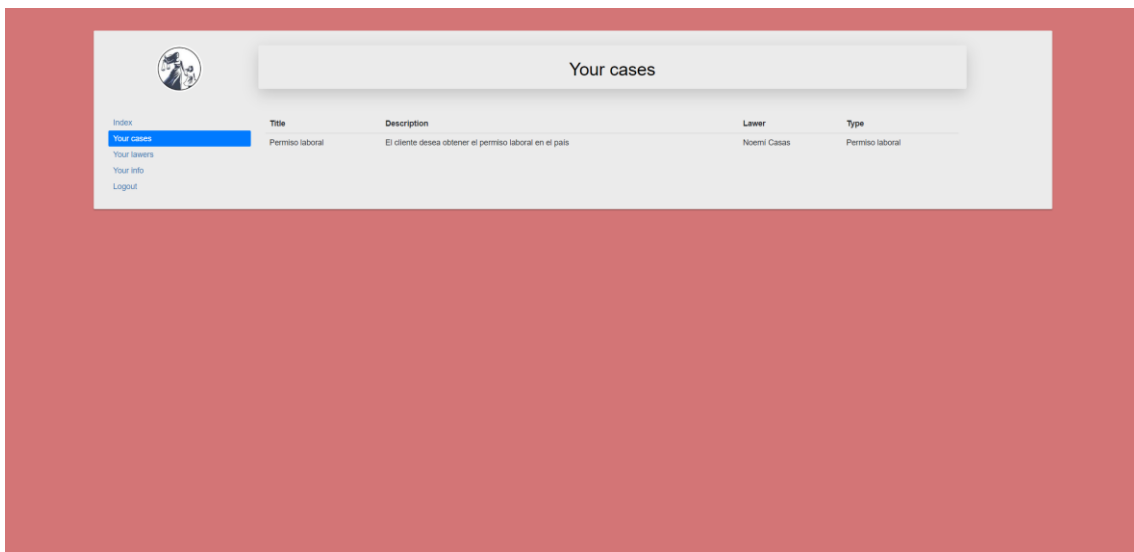 Your cases
Index
Your cases
Your lawers
Your info
Logout
Title Description Lawer Type
Permiso laboral El cliente desea obtener el permiso laboral en el país Noemí Casas Permiso laboral